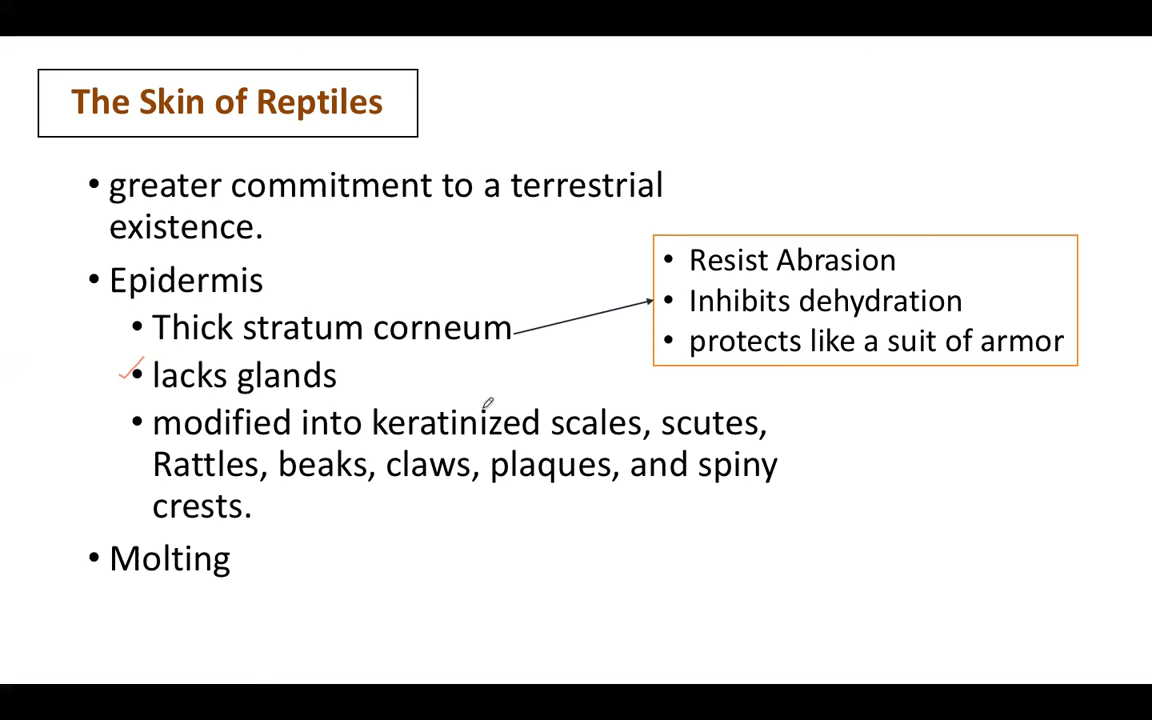 The Skin of Reptiles
• greater commitment to a terrestrial
existence.
• Epidermis
• Thick stratum corneum
• lacks glands
• modified into keratinized scales, scutes,
Rattles, beaks, claws, plaques, and spiny
crests.
• Molting
• Resist Abrasion
• Inhibits dehydration
• protects like a suit of armor